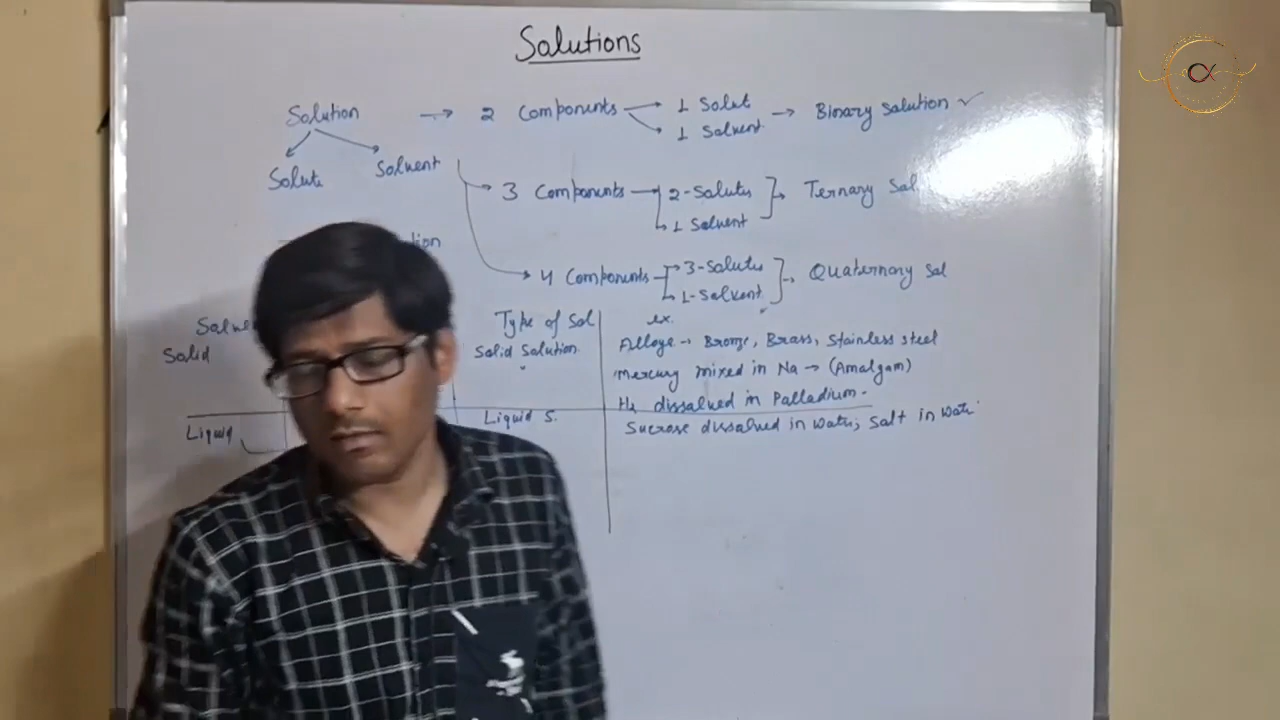 Solutions
Solution → 2 Components → 1 Solut → Binary Solution ✓
1 Solvent
Solute Solvent
3 Components → 2-Solutes → Ternary Sol
1 Solvent
4 Components → 3-Solutes → Quaternary Sol
1-Solvent
ex.
Solve Type of Sol
Solid Solid Solution Alloys → Bronze, Brass, Stainless steel
Mercury mixed in Na → (Amalgam)
H₂ dissolved in Palladium.
Liquid Liquid S. Sucrose dissolved in water; Salt in Water